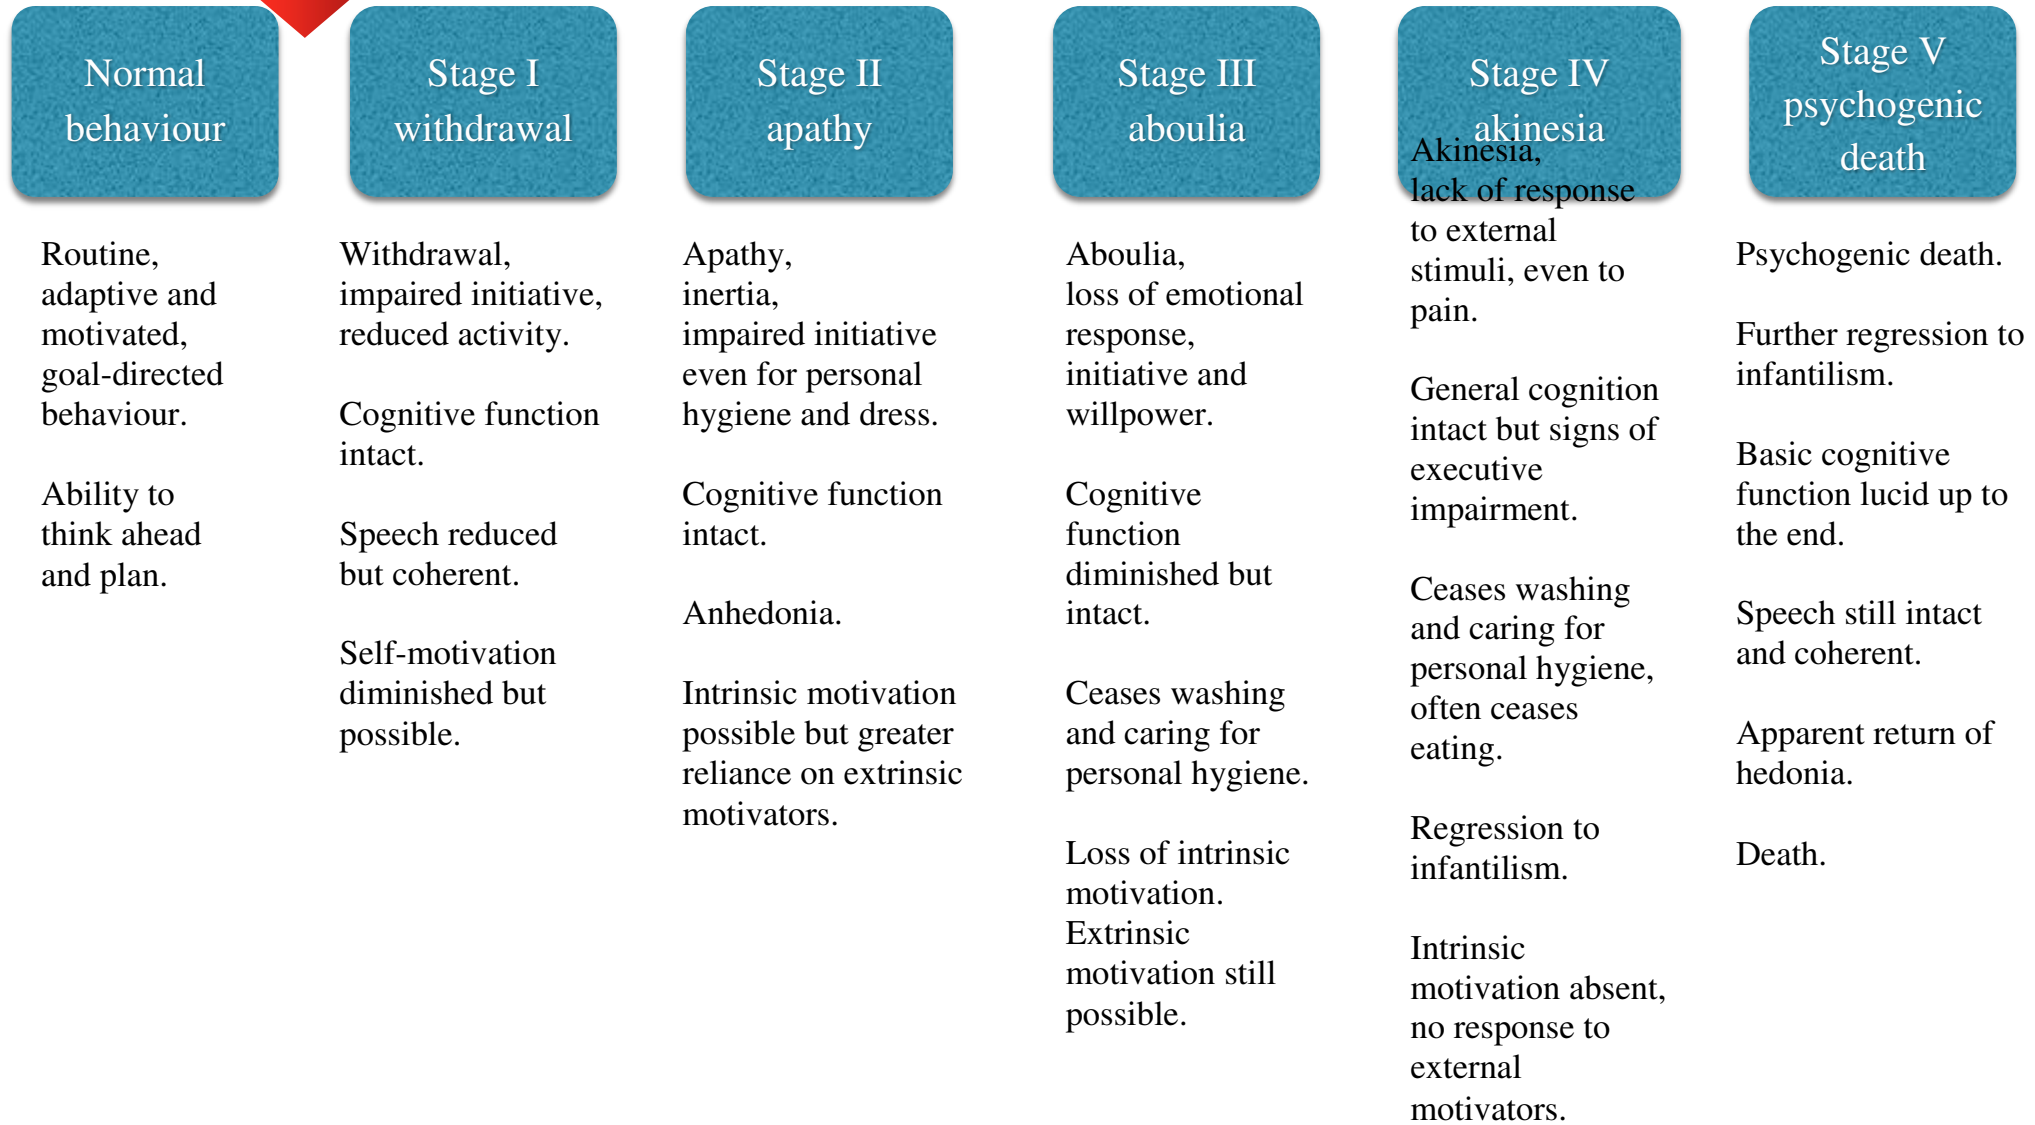 Normal
behaviour
Stage I
withdrawal
Stage II
apathy
Stage III
aboulia
Stage IV
akinesia
Stage V
psychogenic
death
Routine,
adaptive and
motivated,
goal-directed
behaviour.
Ability to
think ahead
and plan.
Withdrawal,
impaired initiative,
reduced activity.
Cognitive function
intact.
Speech reduced
but coherent.
Self-motivation
diminished but
possible.
Apathy,
inertia,
impaired initiative
even for personal
hygiene and dress.
Cognitive function
intact.
Anhedonia.
Intrinsic motivation
possible but greater
reliance on extrinsic
motivators.
Aboulia,
loss of emotional
response,
initiative and
willpower.
Cognitive
function
diminished but
intact.
Ceases washing
and caring for
personal hygiene.
Loss of intrinsic
motivation.
Extrinsic
motivation still
possible.
Akinesia,
lack of response
to external
stimuli, even to
pain.
General cognition
intact but signs of
executive
impairment.
Ceases washing
and caring for
personal hygiene,
often ceases
eating.
Regression to
infantilism.
Intrinsic
motivation absent,
no response to
external
motivators.
Psychogenic death.
Further regression to
infantilism.
Basic cognitive
function lucid up to
the end.
Speech still intact
and coherent.
Apparent return of
hedonia.
Death.